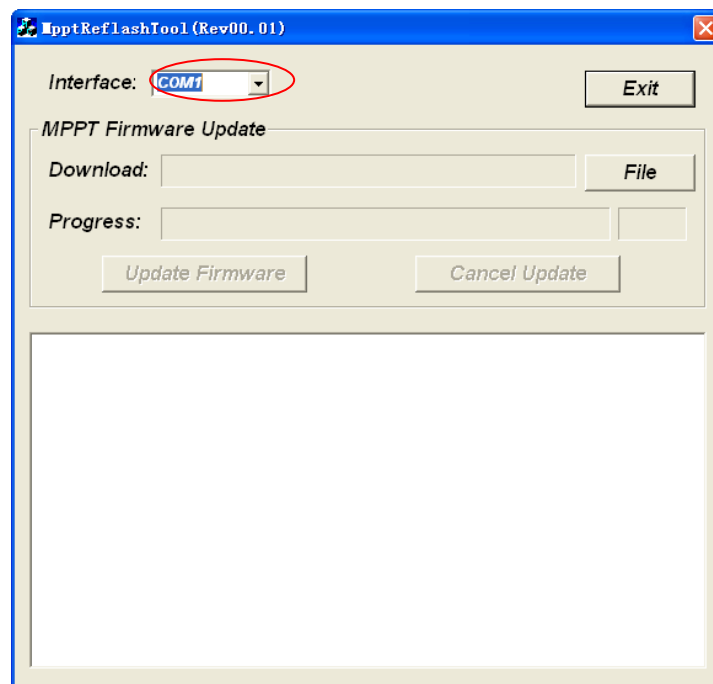 MpptReflashTool(Rev00.01)
Interface: COM1
Exit
MPPT Firmware Update
Download:
File
Progress:
Update Firmware Cancel Update